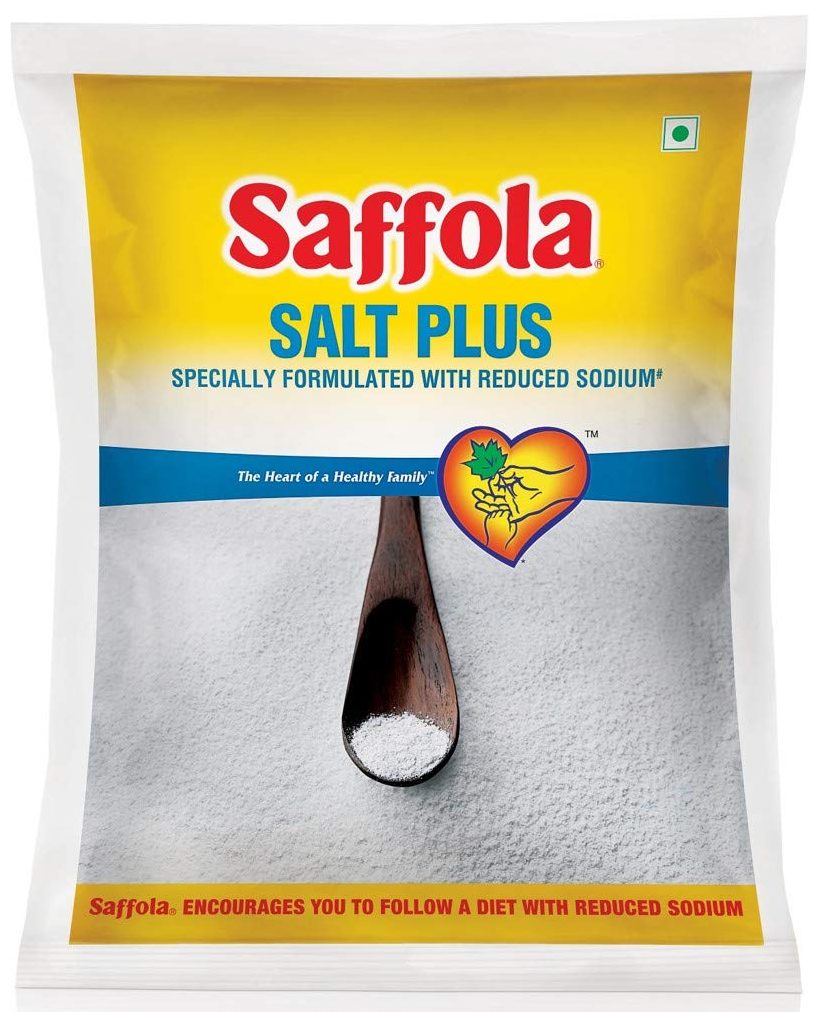 Saffola®
SALT PLUS
SPECIALLY FORMULATED WITH REDUCED SODIUM#
The Heart of a Healthy Family™
TM
*
Saffola® ENCOURAGES YOU TO FOLLOW A DIET WITH REDUCED SODIUM